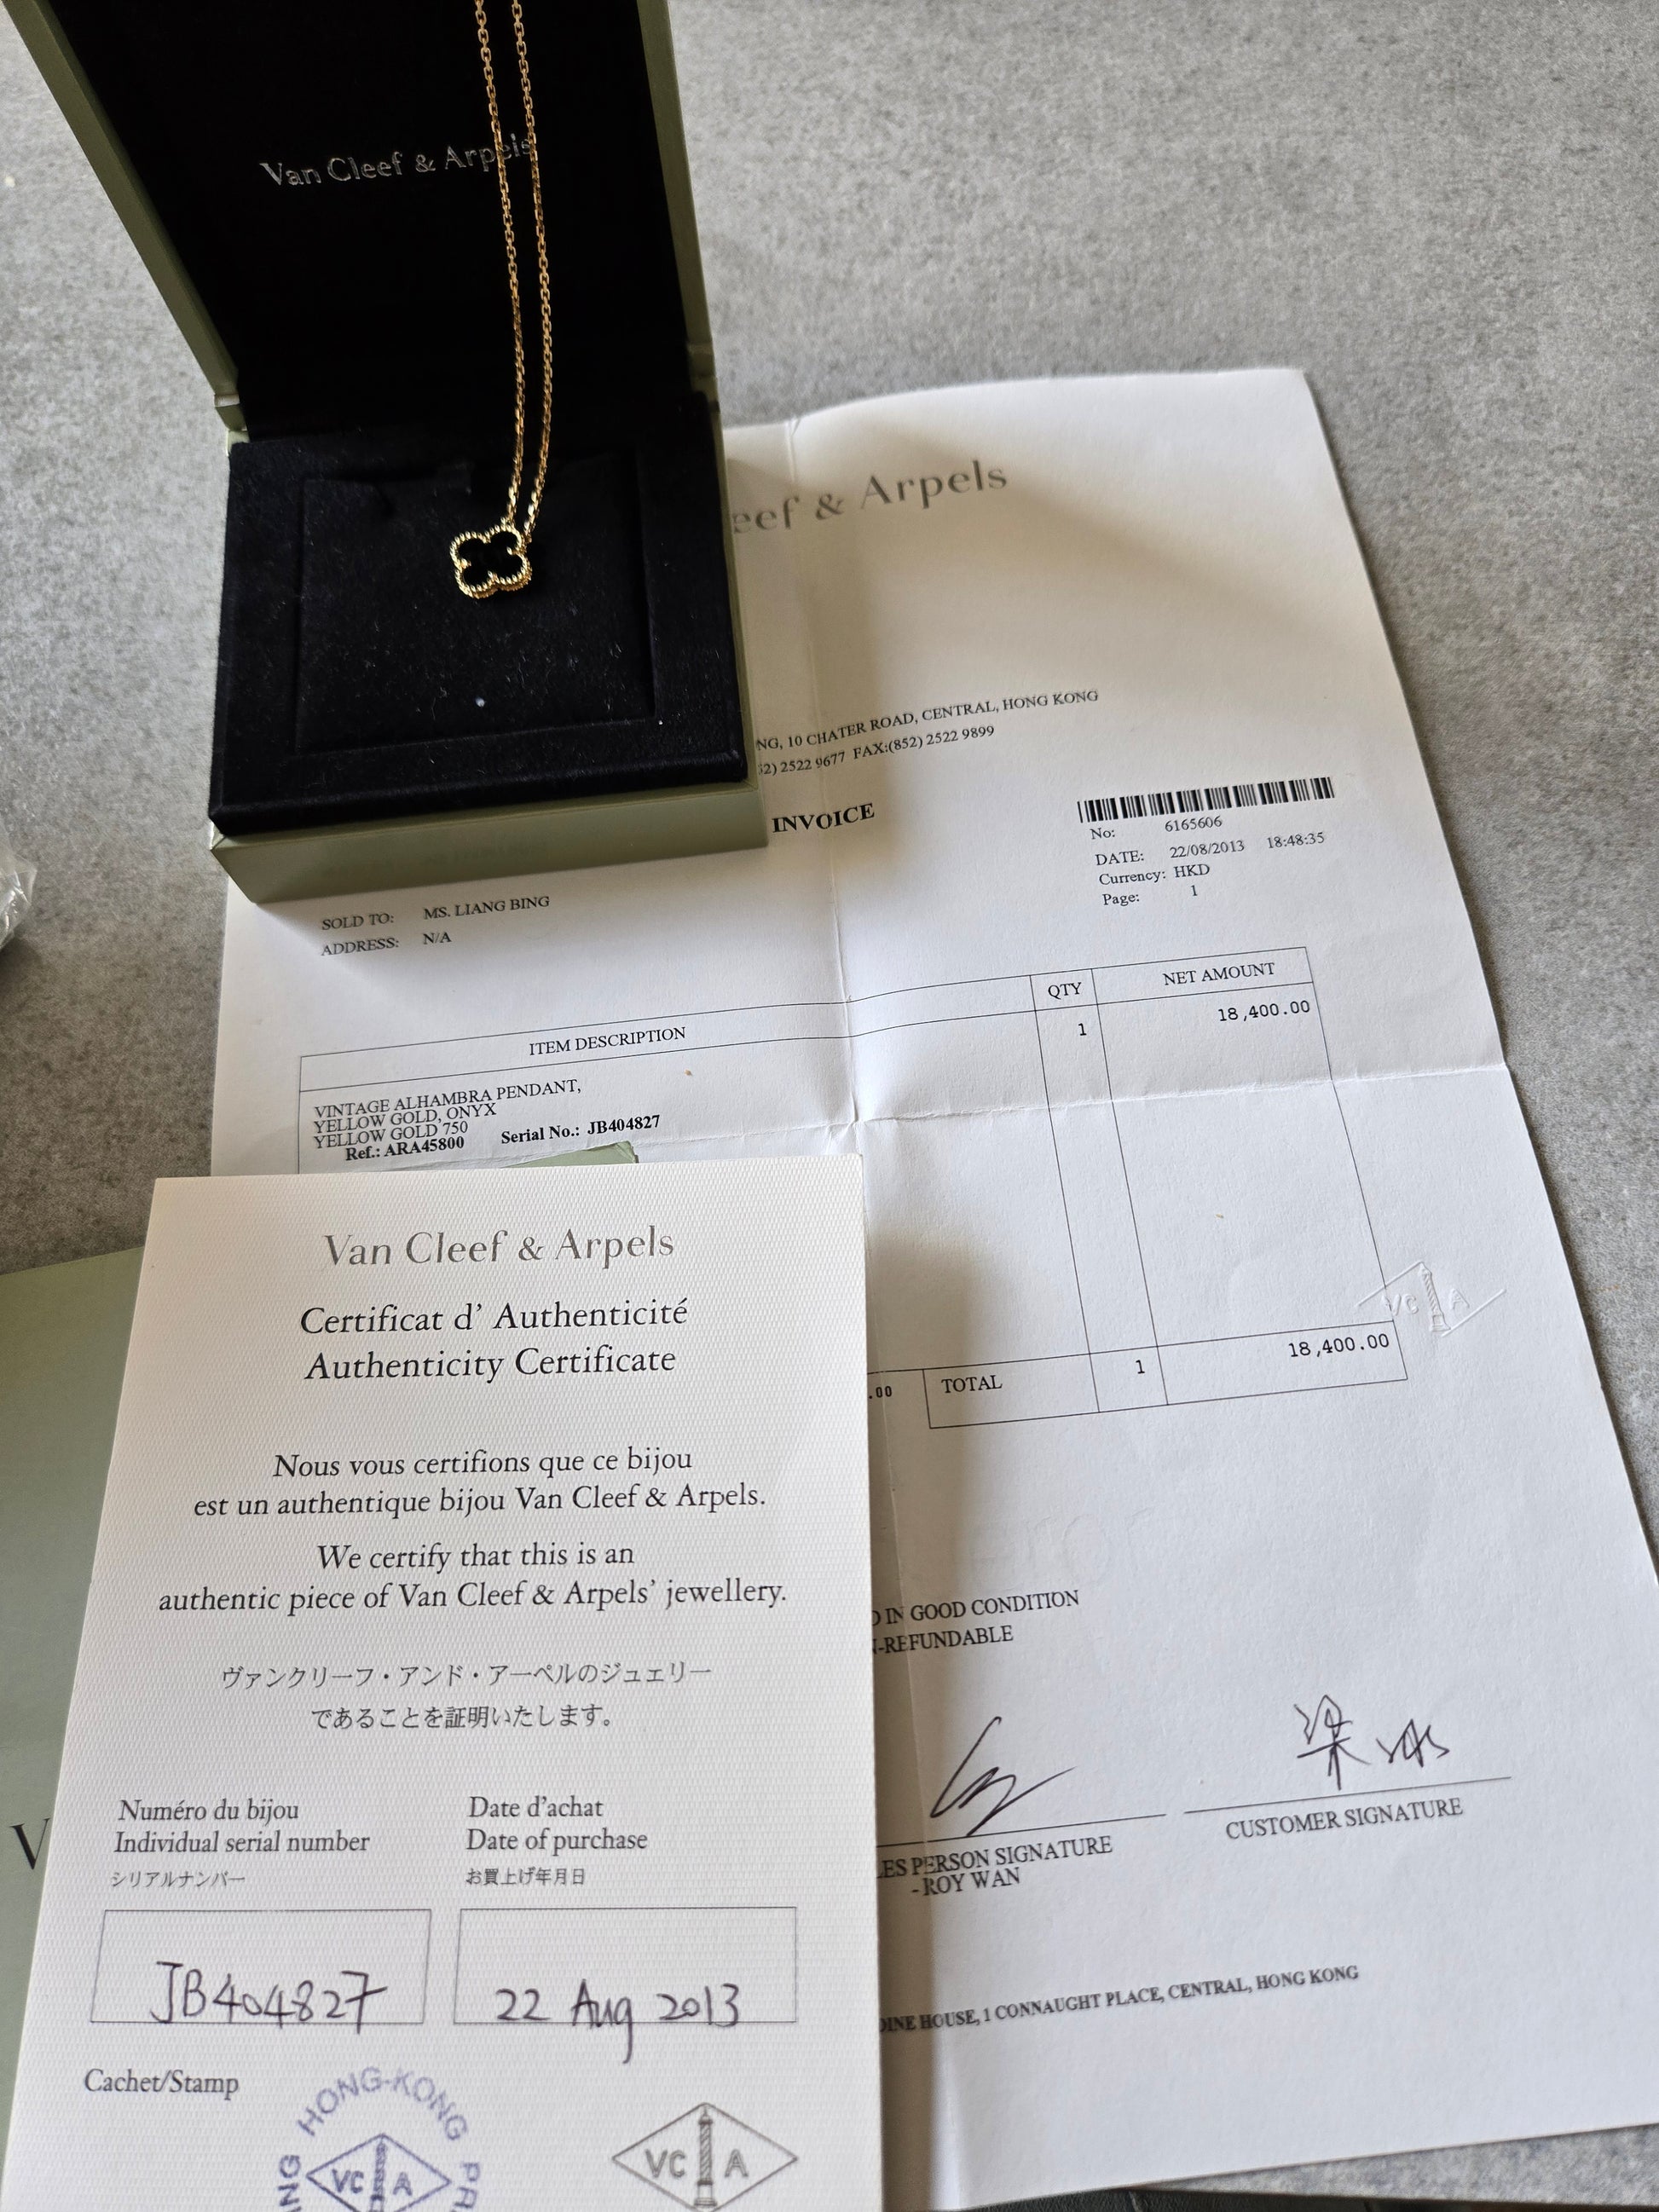 Van Cleef & Arpels
& Arpels
10 CHATER ROAD, CENTRAL, HONG KONG
2522 9677 FAX:(852) 2522 9899
INVOICE
No: 6165606
DATE: 22/08/2013 18:48:35
Currency: HKD
Page: 1
SOLD TO: MS. LIANG BING
ADDRESS: N/A
ITEM DESCRIPTION QTY NET AMOUNT
1 18,400.00
VINTAGE ALHAMBRA PENDANT,
YELLOW GOLD, ONYX
YELLOW GOLD 750
Ref.: ARA45800 Serial No.: JB404827
VC A
.00 TOTAL 1 18,400.00
IN GOOD CONDITION
-REFUNDABLE
梁冰
PERSON SIGNATURE
- ROY WAN
CUSTOMER SIGNATURE
HOUSE, 1 CONNAUGHT PLACE, CENTRAL, HONG KONG
Van Cleef & Arpels
Certificat d' Authenticité
Authenticity Certificate
Nous vous certifions que ce bijou
est un authentique bijou Van Cleef & Arpels.
We certify that this is an
authentic piece of Van Cleef & Arpels' jewellery.
ヴァンクリーフ・アンド・アーペルのジュエリー
であることを証明いたします。
Numéro du bijou
Individual serial number
シリアルナンバー
Date d'achat
Date of purchase
お買上げ年月日
JB404827
22 Aug 2013
Cachet/Stamp
HONG-KONG
VC A
VC A
V